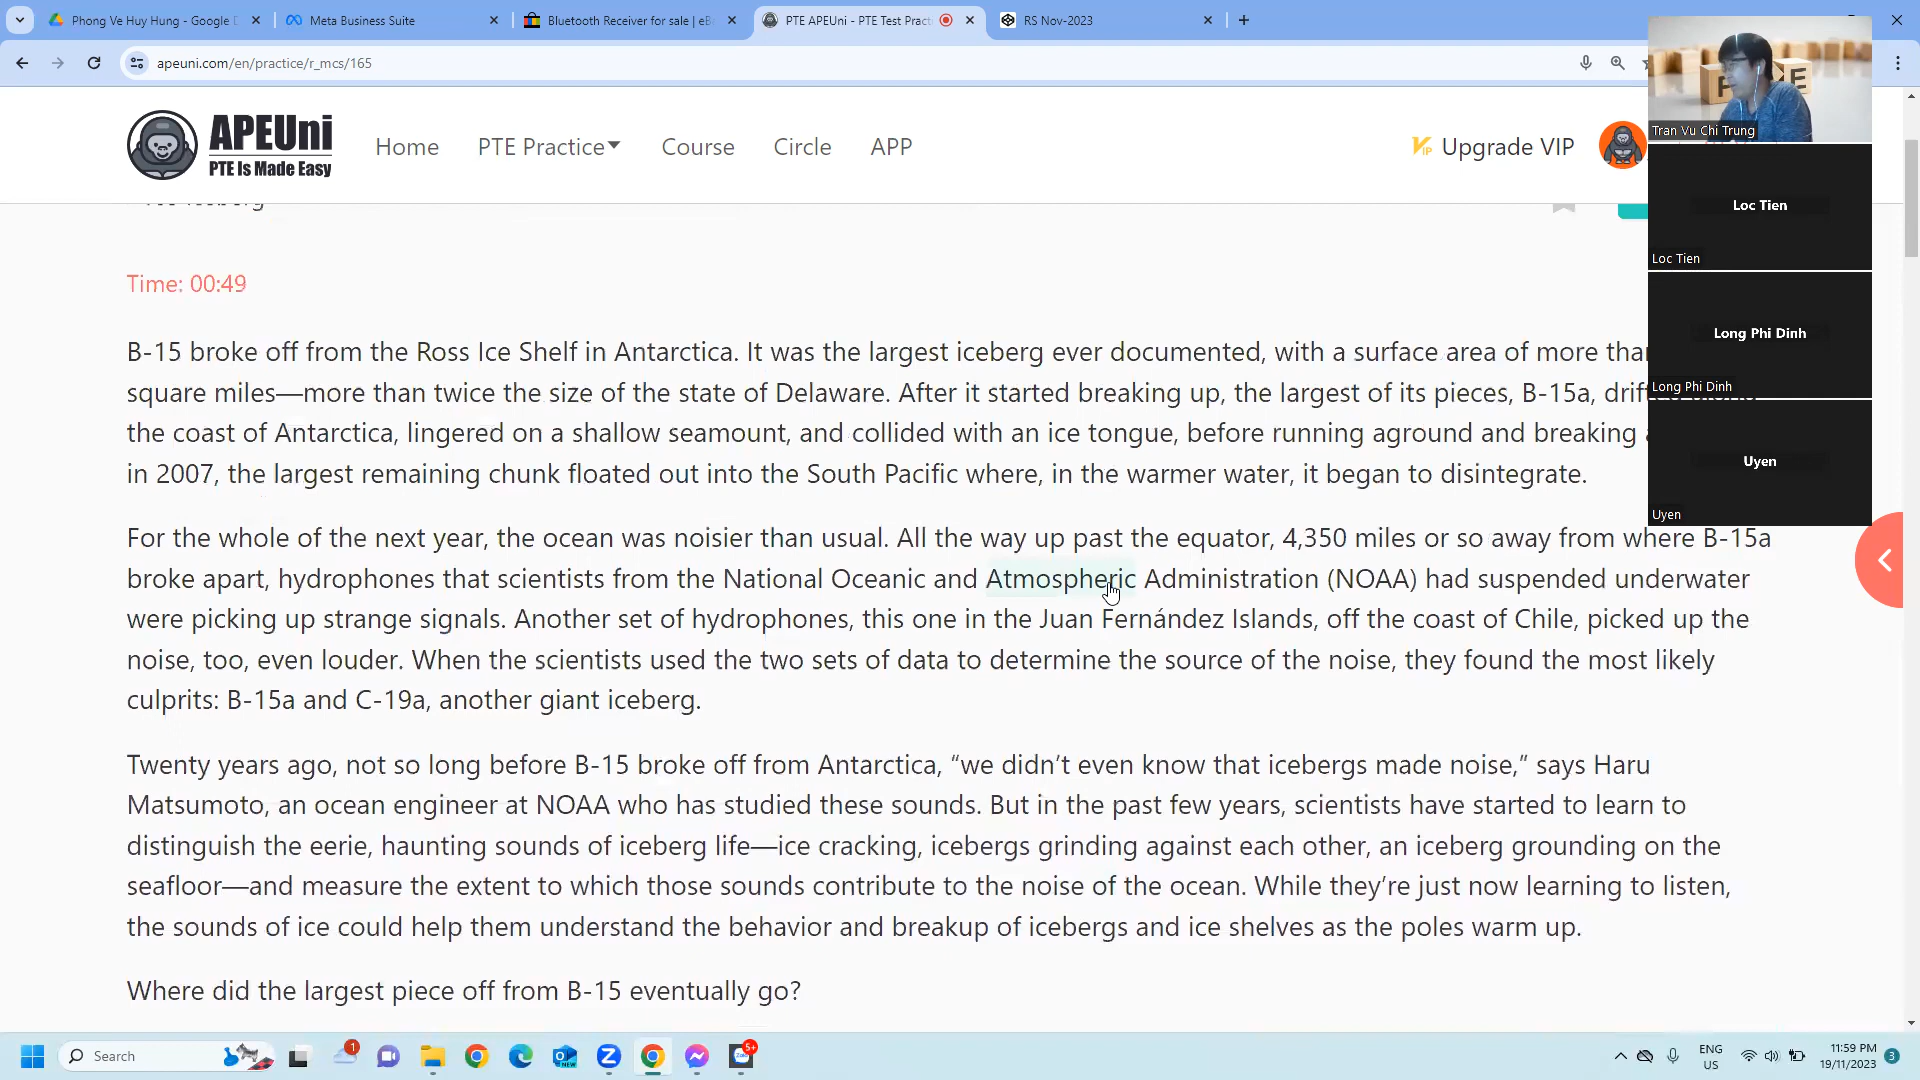 Phong Ve Huy Hung - Google D
Meta Business Suite
Bluetooth Receiver for sale | eB
PTE APEUni - PTE Test Pract
RS Nov-2023
apeuni.com/en/practice/r_mcs/165
APEUni
PTE Is Made Easy
Home
PTE Practice
Course
Circle
APP
Upgrade VIP
Tran Vu Chi Trung
Loc Tien
Loc Tien
Long Phi Dinh
Long Phi Dinh
Uyen
Uyen
Time: 00:49
B-15 broke off from the Ross Ice Shelf in Antarctica. It was the largest iceberg ever documented, with a surface area of more than
square miles—more than twice the size of the state of Delaware. After it started breaking up, the largest of its pieces, B-15a,
the coast of Antarctica, lingered on a shallow seamount, and collided with an ice tongue, before running aground and breaking
in 2007, the largest remaining chunk floated out into the South Pacific where, in the warmer water, it began to disintegrate.
For the whole of the next year, the ocean was noisier than usual. All the way up past the equator, 4,350 miles or so away from where B-15a
broke apart, hydrophones that scientists from the National Oceanic and Atmospheric Administration (NOAA) had suspended underwater
were picking up strange signals. Another set of hydrophones, this one in the Juan Fernández Islands, off the coast of Chile, picked up the
noise, too, even louder. When the scientists used the two sets of data to determine the source of the noise, they found the most likely
culprits: B-15a and C-19a, another giant iceberg.
Twenty years ago, not so long before B-15 broke off from Antarctica, “we didn’t even know that icebergs made noise,” says Haru
Matsumoto, an ocean engineer at NOAA who has studied these sounds. But in the past few years, scientists have started to learn to
distinguish the eerie, haunting sounds of iceberg life—ice cracking, icebergs grinding against each other, an iceberg grounding on the
seafloor—and measure the extent to which those sounds contribute to the noise of the ocean. While they’re just now learning to listen,
the sounds of ice could help them understand the behavior and breakup of icebergs and ice shelves as the poles warm up.
Where did the largest piece off from B-15 eventually go?
Search
1
5+
ENG
US
11:59 PM
19/11/2023
3